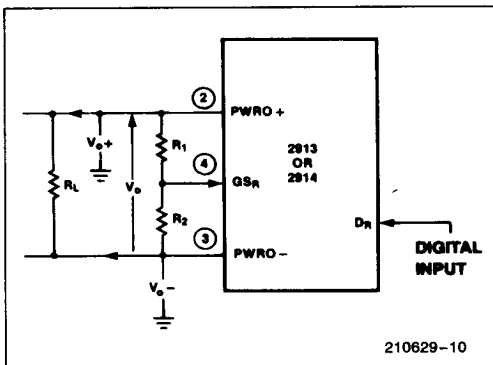 2 PWRO+
Vo+
R1
2913
OR
2914
4 GSR
RL
Vo
R2
DR
DIGITAL
INPUT
3 PWRO−
Vo−
210629–10